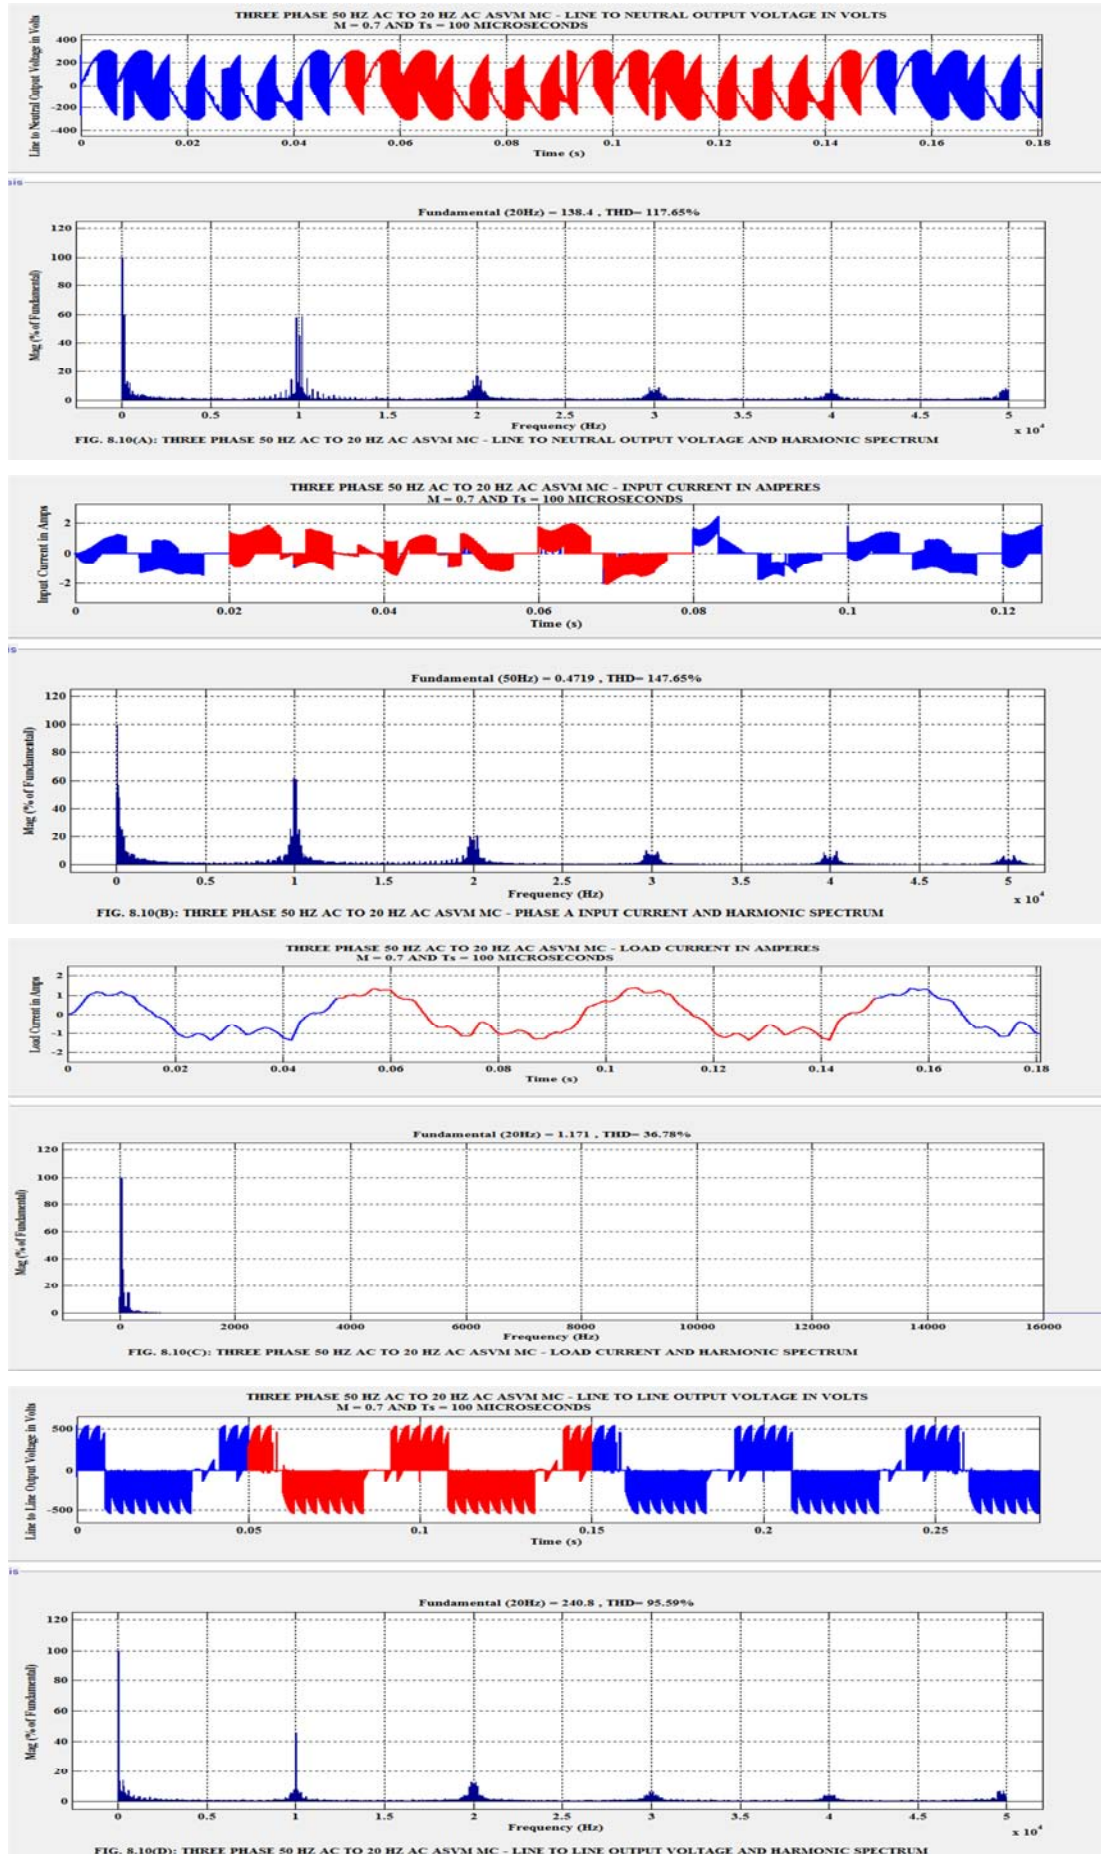 THREE PHASE 50 HZ AC TO 20 HZ AC ASVM MC - LINE TO NEUTRAL OUTPUT VOLTAGE IN VOLTS
M = 0.7 AND Ts = 100 MICROSECONDS
Line to Neutral Output Voltage in Volts
400
200
0
-200
-400
0 0.02 0.04 0.06 0.08 0.1 0.12 0.14 0.16 0.18
Time (s)
sis
Fundamental (20Hz) = 138.4 , THD= 117.65%
Mag (% of Fundamental)
120
100
80
60
40
20
0
0 0.5 1 1.5 2 2.5 3 3.5 4 4.5 5
Frequency (Hz)
x 10^4
FIG. 8.10(A): THREE PHASE 50 HZ AC TO 20 HZ AC ASVM MC - LINE TO NEUTRAL OUTPUT VOLTAGE AND HARMONIC SPECTRUM
THREE PHASE 50 HZ AC TO 20 HZ AC ASVM MC - INPUT CURRENT IN AMPERES
M = 0.7 AND Ts = 100 MICROSECONDS
Input Current in Amps
2
0
-2
0 0.02 0.04 0.06 0.08 0.1 0.12
Time (s)
is
Fundamental (50Hz) = 0.4719 , THD= 147.65%
Mag (% of Fundamental)
120
100
80
60
40
20
0
0 0.5 1 1.5 2 2.5 3 3.5 4 4.5 5
Frequency (Hz)
x 10^4
FIG. 8.10(B): THREE PHASE 50 HZ AC TO 20 HZ AC ASVM MC - PHASE A INPUT CURRENT AND HARMONIC SPECTRUM
THREE PHASE 50 HZ AC TO 20 HZ AC ASVM MC - LOAD CURRENT IN AMPERES
M = 0.7 AND Ts = 100 MICROSECONDS
Load Current in Amps
2
1
0
-1
-2
0 0.02 0.04 0.06 0.08 0.1 0.12 0.14 0.16 0.18
Time (s)
Fundamental (20Hz) = 1.171 , THD= 36.78%
Mag (% of Fundamental)
120
100
80
60
40
20
0
0 2000 4000 6000 8000 10000 12000 14000 16000
Frequency (Hz)
FIG. 8.10(C): THREE PHASE 50 HZ AC TO 20 HZ AC ASVM MC - LOAD CURRENT AND HARMONIC SPECTRUM
THREE PHASE 50 HZ AC TO 20 HZ AC ASVM MC - LINE TO LINE OUTPUT VOLTAGE IN VOLTS
M = 0.7 AND Ts = 100 MICROSECONDS
Line to Line Output Voltage in Volts
500
0
-500
0 0.05 0.1 0.15 0.2 0.25
Time (s)
sis
Fundamental (20Hz) = 240.8 , THD= 95.59%
Mag (% of Fundamental)
120
100
80
60
40
20
0
0 0.5 1 1.5 2 2.5 3 3.5 4 4.5 5
Frequency (Hz)
x 10^4
FIG. 8.10(D): THREE PHASE 50 HZ AC TO 20 HZ AC ASVM MC - LINE TO LINE OUTPUT VOLTAGE AND HARMONIC SPECTRUM